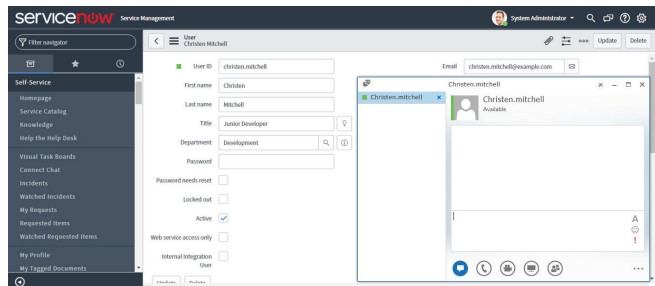 servicenow Service Management
System Administrator
Filter navigator
User
Christen Mitchell
Update Delete
Self-Service
Homepage
Service Catalog
Knowledge
Help the Help Desk
Visual Task Boards
Connect Chat
Incidents
Watched Incidents
My Requests
Requested Items
Watched Requested Items
My Profile
My Tagged Documents
User ID christen.mitchell
First name Christen
Last name Mitchell
Title Junior Developer
Department Development
Password
Password needs reset
Locked out
Active
Web service access only
Internal Integration
User
Update Delete
Email christen.mitchell@example.com
Christen.mitchell
Christen.mitchell ×
Christen.mitchell
Available
A
!